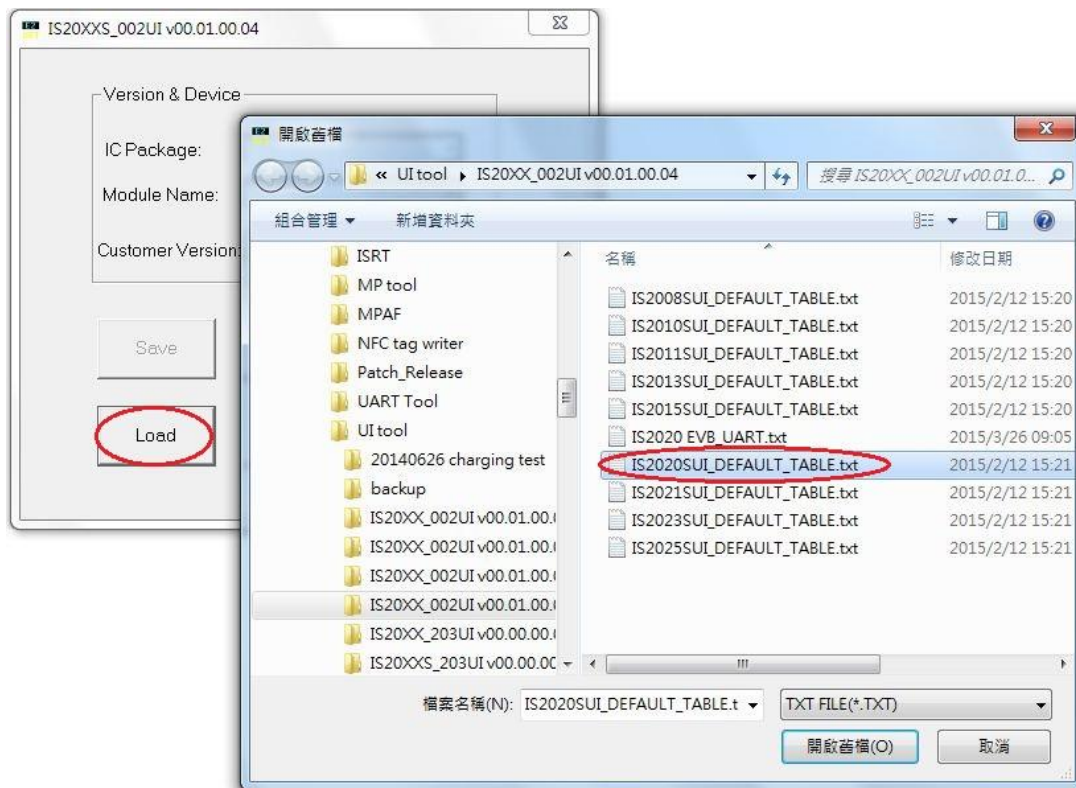 IS20XXS_002UI v00.01.00.04
Version & Device
IC Package:
Module Name:
Customer Version:
Save
Load
開啟舊檔
« UI tool IS20XX_002UI v00.01.00.04
搜尋 IS20XX_002UI v00.01.0...
組合管理 新增資料夾
ISRT
MP tool
MPAF
NFC tag writer
Patch_Release
UART Tool
UI tool
20140626 charging test
backup
IS20XX_002UI v00.01.00.(
IS20XX_002UI v00.01.00.(
IS20XX_002UI v00.01.00.(
IS20XX_002UI v00.01.00.(
IS20XX_203UI v00.00.00.(
IS20XXS_203UI v00.00.0(
名稱 修改日期
IS2008SUI_DEFAULT_TABLE.txt 2015/2/12 15:20
IS2010SUI_DEFAULT_TABLE.txt 2015/2/12 15:20
IS2011SUI_DEFAULT_TABLE.txt 2015/2/12 15:20
IS2013SUI_DEFAULT_TABLE.txt 2015/2/12 15:20
IS2015SUI_DEFAULT_TABLE.txt 2015/2/12 15:20
IS2020 EVB_UART.txt 2015/3/26 09:05
IS2020SUI_DEFAULT_TABLE.txt 2015/2/12 15:21
IS2021SUI_DEFAULT_TABLE.txt 2015/2/12 15:21
IS2023SUI_DEFAULT_TABLE.txt 2015/2/12 15:21
IS2025SUI_DEFAULT_TABLE.txt 2015/2/12 15:21
檔案名稱(N): IS2020SUI_DEFAULT_TABLE.t TXT FILE(*.TXT)
開啟舊檔(O) 取消